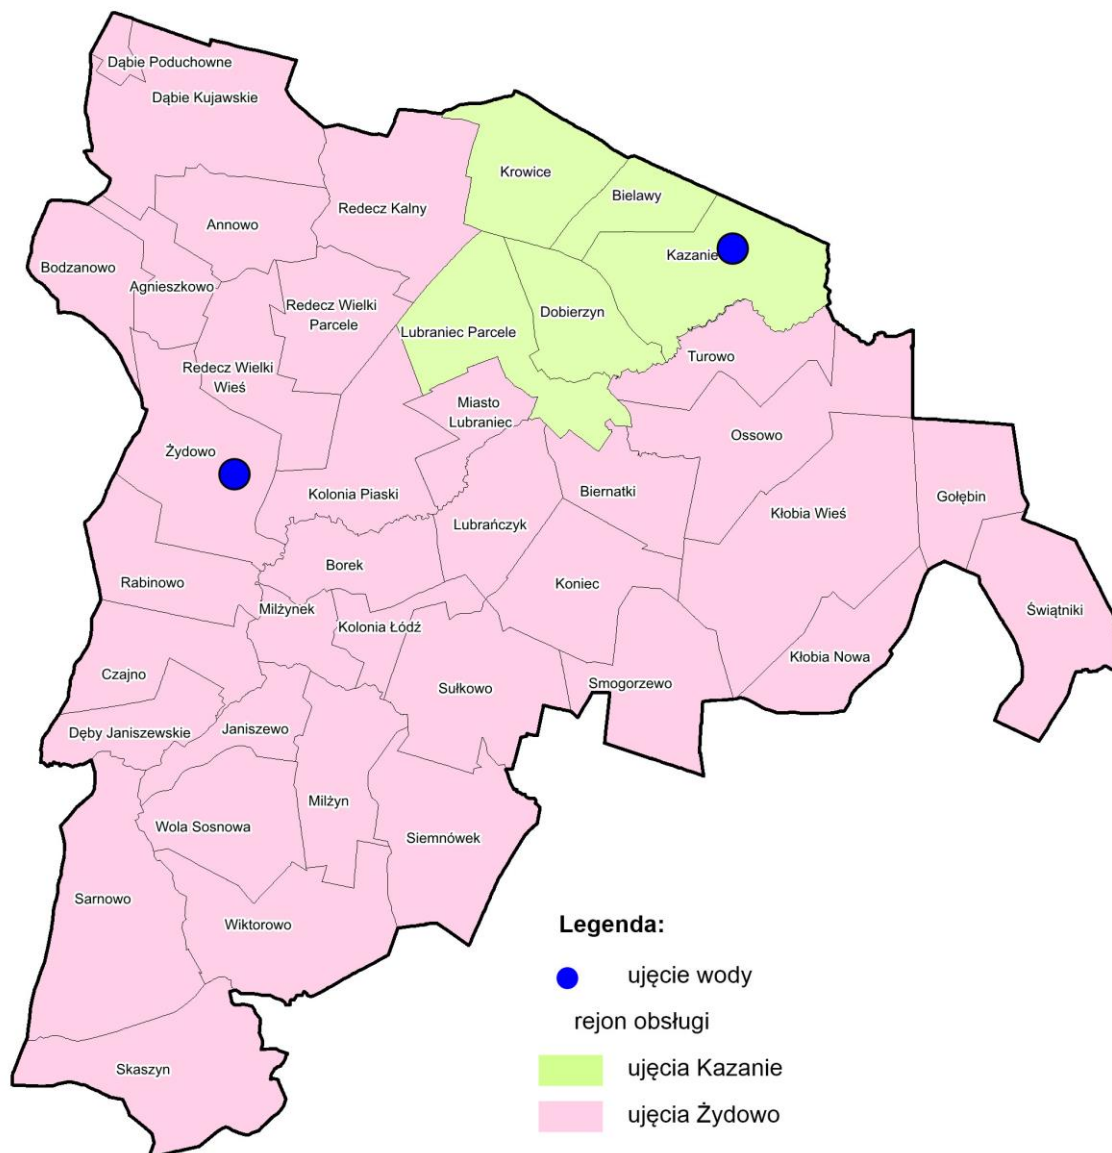 Dąbie Poduchowne
Dąbie Kujawskie
Krowice
Bielawy
Redecz Kalny
Annowo
Kazanie
Bodzanowo
Agnieszkowo
Redecz Wielki
Parcele
Dobierzyn
Lubraniec Parcele
Turowo
Redecz Wielki
Wieś
Miasto
Lubraniec
Ossowo
Żydowo
Kolonia Piaski
Biernatki
Gołębin
Kłobia Wieś
Lubrańczyk
Borek
Rabinowo
Koniec
Milżynek
Świątniki
Kolonia Łódź
Kłobia Nowa
Czajno
Sułkowo
Smogorzewo
Dęby Janiszewskie
Janiszewo
Milżyn
Wola Sosnowa
Siemnówek
Sarnowo
Wiktorowo
Skaszyn
Legenda:
ujęcie wody
rejon obsługi
ujęcia Kazanie
ujęcia Żydowo